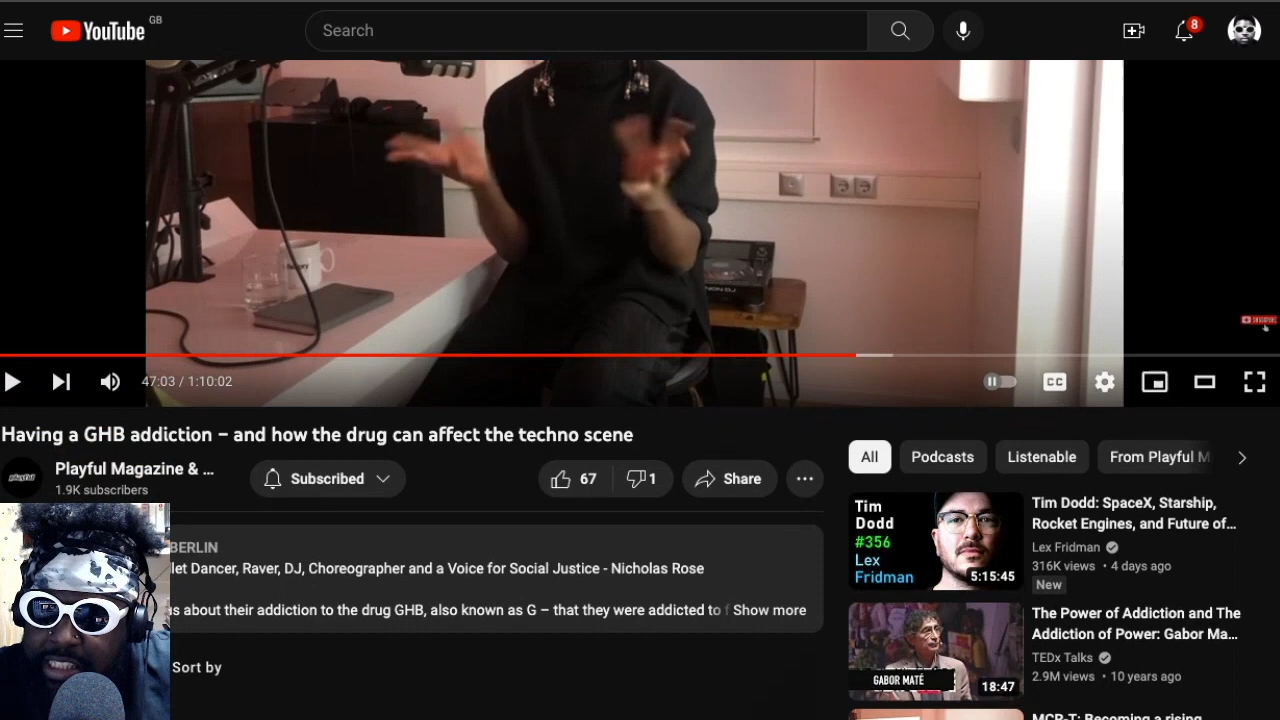 YouTube GB
Search
8
SUBSCRIBE
47:03 / 1:10:02
CC
Having a GHB addiction – and how the drug can affect the techno scene
Playful Magazine & ...
1.9K subscribers
Subscribed
67
1
Share
BERLIN
let Dancer, Raver, DJ, Choreographer and a Voice for Social Justice - Nicholas Rose
us about their addiction to the drug GHB, also known as G – that they were addicted to f Show more
Sort by
All
Podcasts
Listenable
From Playful M
Tim
Dodd
#356
Lex
Fridman
5:15:45
Tim Dodd: SpaceX, Starship,
Rocket Engines, and Future of...
Lex Fridman
316K views • 4 days ago
New
GABOR MATÉ
18:47
The Power of Addiction and The
Addiction of Power: Gabor Ma...
TEDx Talks
2.9M views • 10 years ago
MCR-T: Becoming a rising